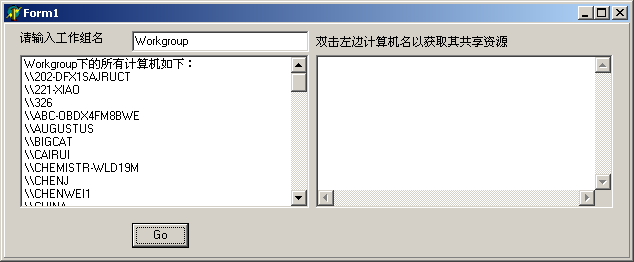 Form1
请输入工作组名
Workgroup
双击左边计算机名以获取其共享资源
Workgroup下的所有计算机如下：
\\202-DFX1SAJRUCT
\\221-XIAO
\\326
\\ABC-OBDX4FM8BWE
\\AUGUSTUS
\\BIGCAT
\\CAIRUI
\\CHEMISTR-WLD19M
\\CHENJ
\\CHENWEI1
\\CHINA
Go